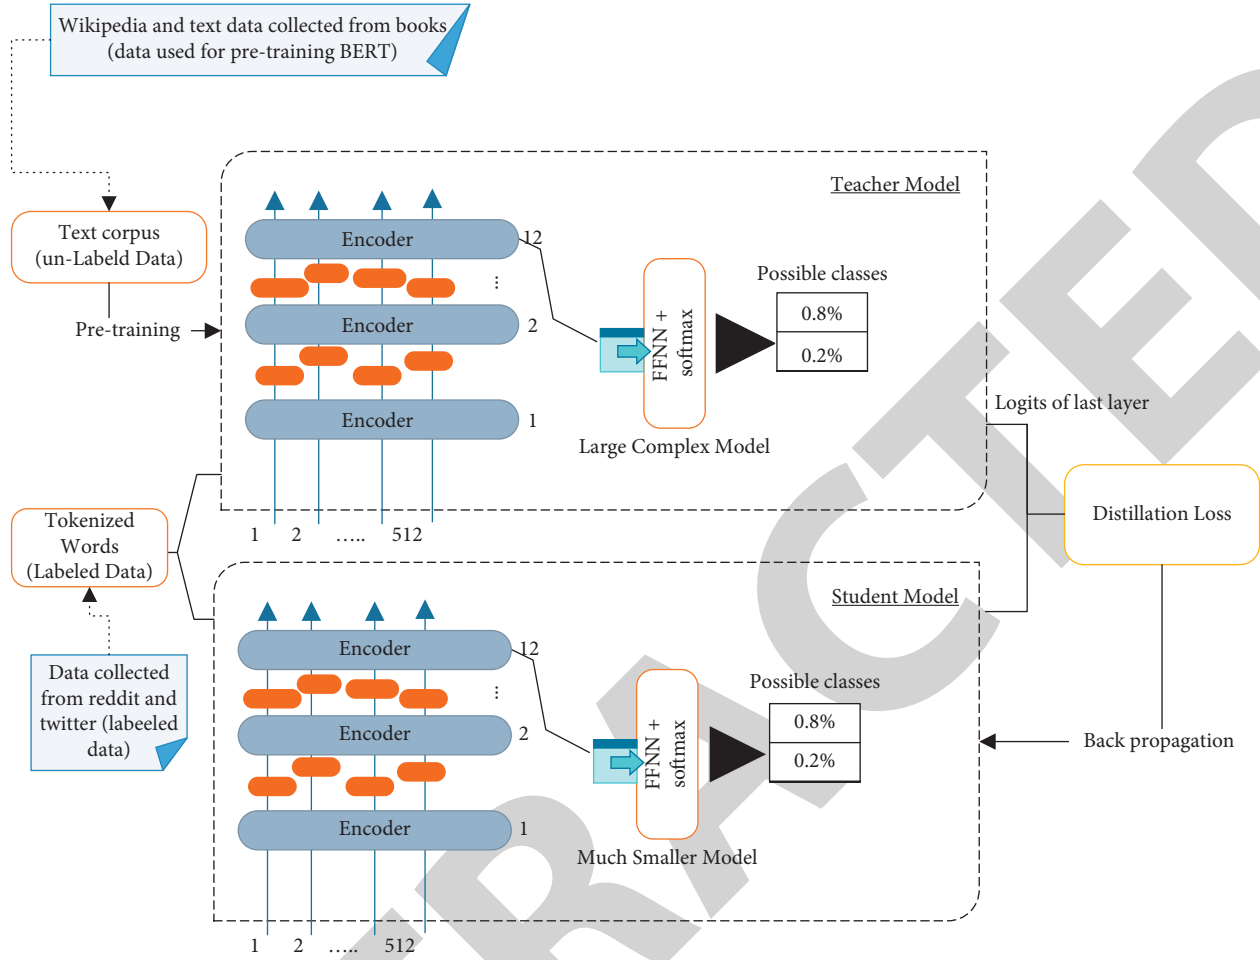 Wikipedia and text data collected from books
(data used for pre-training BERT)
Teacher Model
Text corpus
(un-Labeld Data)
Pre-training
Encoder
12
...
Encoder
2
Encoder
1
FFNN +
softmax
Possible classes
0.8%
0.2%
Large Complex Model
1 2 ..... 512
Logits of last layer
Distillation Loss
Tokenized
Words
(Labeled Data)
Data collected
from reddit and
twitter (labeeled
data)
Student Model
Encoder
12
...
Encoder
2
Encoder
1
FFNN +
softmax
Possible classes
0.8%
0.2%
Much Smaller Model
1 2 ..... 512
Back propagation
TRACTED